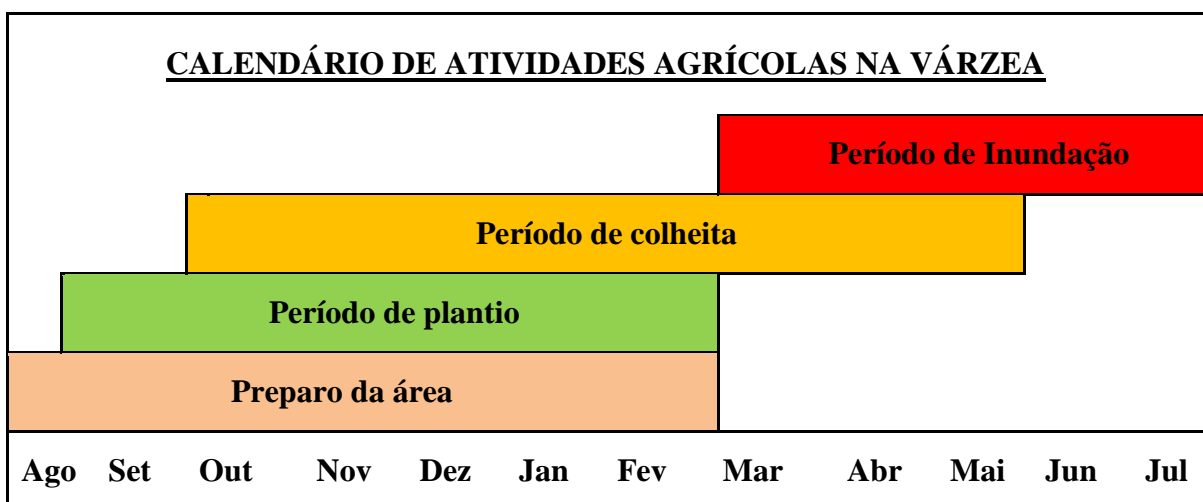 CALENDÁRIO DE ATIVIDADES AGRÍCOLAS NA VÁRZEA
Período de Inundação
Período de colheita
Período de plantio
Preparo da área
Ago Set Out Nov Dez Jan Fev Mar Abr Mai Jun Jul